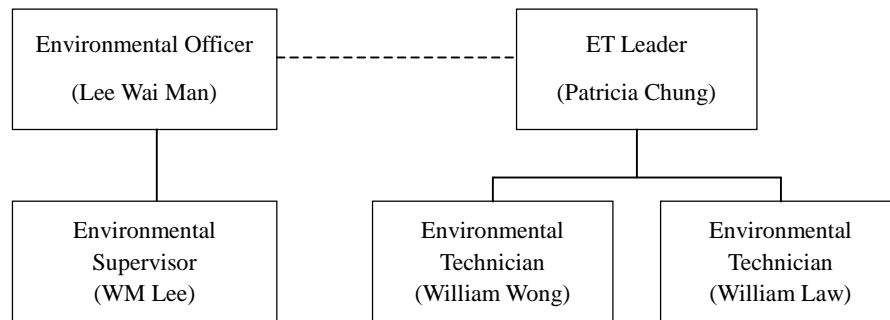 Environmental Officer
(Lee Wai Man)
ET Leader
(Patricia Chung)
Environmental
Supervisor
(WM Lee)
Environmental
Technician
(William Wong)
Environmental
Technician
(William Law)